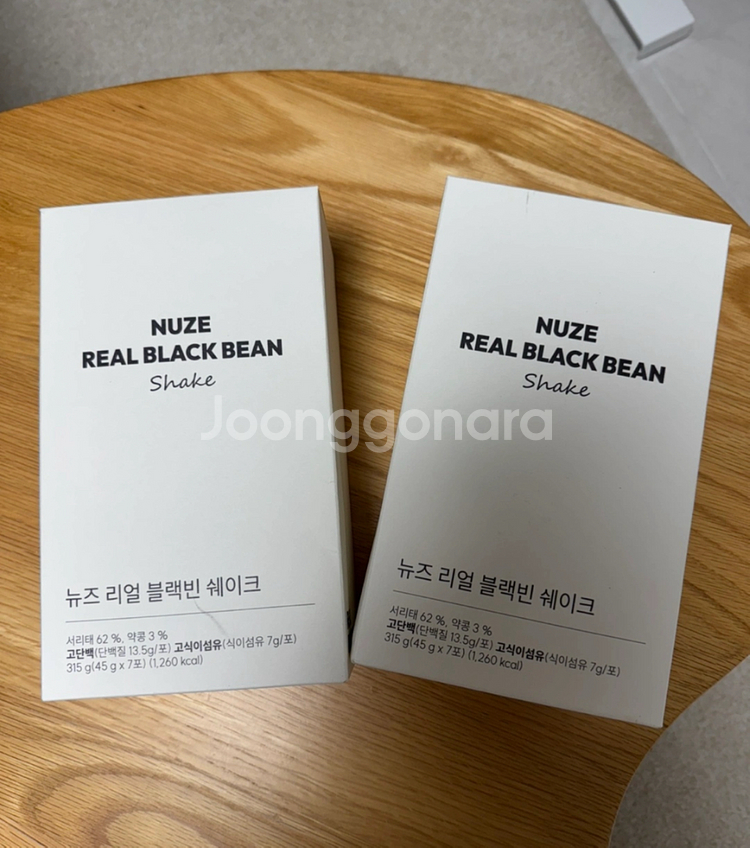 NUZE
REAL BLACK BEAN
Shake
뉴즈 리얼 블랙빈 쉐이크
서리태 62 %, 약콩 3 %
고단백(단백질 13.5g/포) 고식이섬유(식이섬유 7g/포)
315 g(45 g x 7포) (1,260 kcal)
NUZE
REAL BLACK BEAN
Shake
뉴즈 리얼 블랙빈 쉐이크
서리태 62 %, 약콩 3 %
고단백(단백질 13.5g/포) 고식이섬유(식이섬유 7g/포)
315 g(45 g x 7포) (1,260 kcal)
Joonggonara